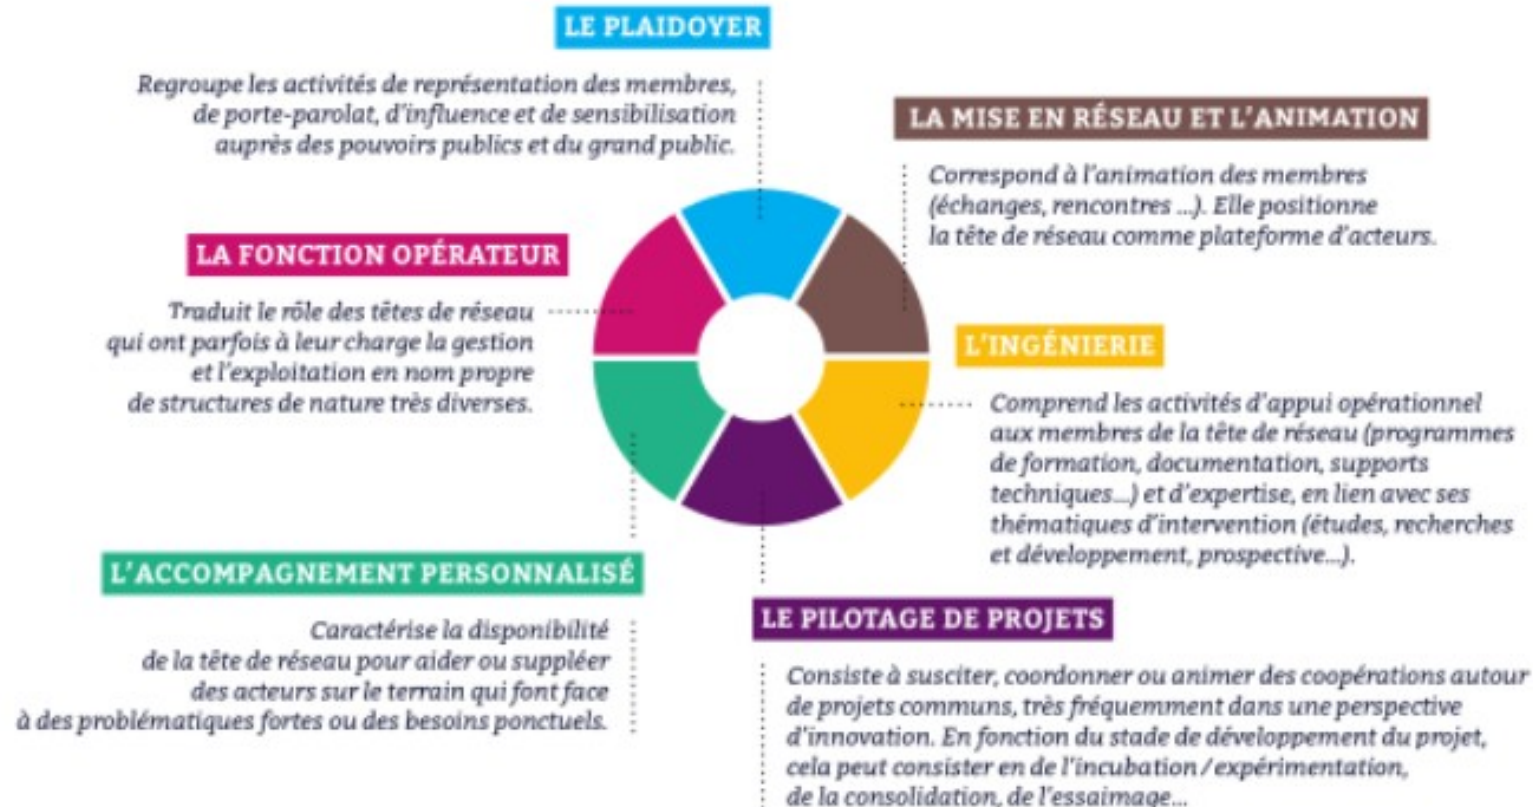 LE PLAIDOYER
Regroupe les activités de représentation des membres,
de porte-parolat, d'influence et de sensibilisation
auprès des pouvoirs publics et du grand public.
LA MISE EN RÉSEAU ET L'ANIMATION
Correspond à l'animation des membres
(échanges, rencontres ...). Elle positionne
la tête de réseau comme plateforme d'acteurs.
LA FONCTION OPÉRATEUR
Traduit le rôle des têtes de réseau
qui ont parfois à leur charge la gestion
et l'exploitation en nom propre
de structures de nature très diverses.
L'INGÉNIERIE
Comprend les activités d'appui opérationnel
aux membres de la tête de réseau (programmes
de formation, documentation, supports
techniques...) et d'expertise, en lien avec ses
thématiques d'intervention (études, recherches
et développement, prospective...).
L'ACCOMPAGNEMENT PERSONNALISÉ
Caractérise la disponibilité
de la tête de réseau pour aider ou suppléer
des acteurs sur le terrain qui font face
à des problématiques fortes ou des besoins ponctuels.
LE PILOTAGE DE PROJETS
Consiste à susciter, coordonner ou animer des coopérations autour
de projets communs, très fréquemment dans une perspective
d'innovation. En fonction du stade de développement du projet,
cela peut consister en de l'incubation / expérimentation,
de la consolidation, de l'essaimage...